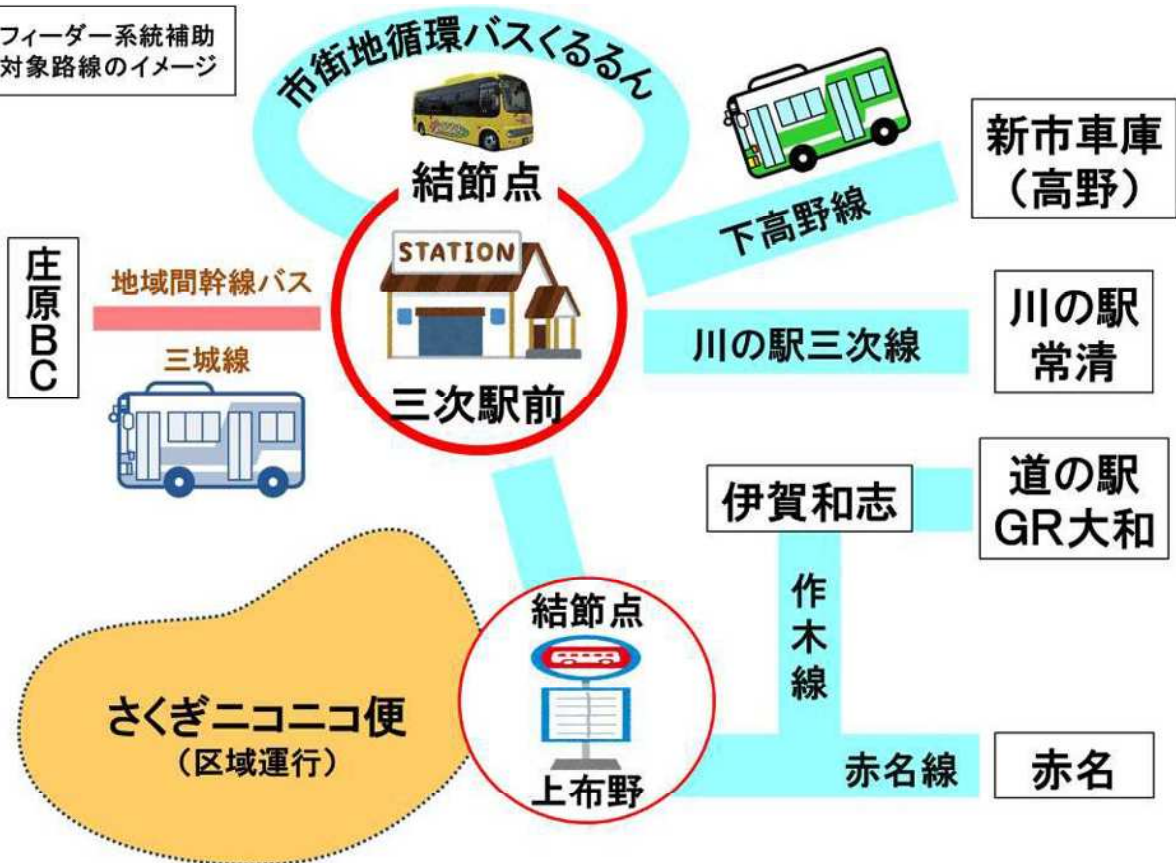 フィーダー系統補助
対象路線のイメージ
市街地循環バスくるるん
結節点
STATION
三次駅前
庄原BC
地域間幹線バス
三城線
下高野線
新市車庫
(高野)
川の駅三次線
川の駅
常清
伊賀和志
道の駅
GR大和
作木線
結節点
上布野
さくぎニコニコ便
(区域運行)
赤名線
赤名